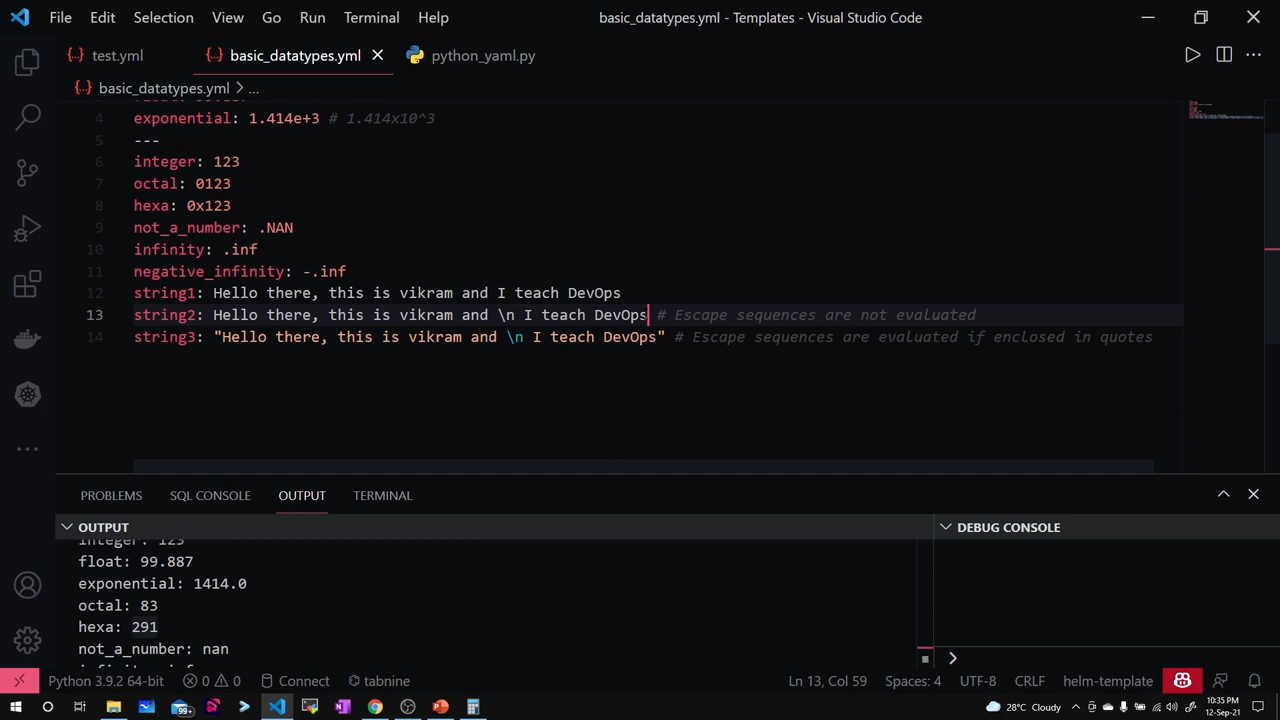 File Edit Selection View Go Run Terminal Help basic_datatypes.yml - Templates - Visual Studio Code
test.yml basic_datatypes.yml python_yaml.py
basic_datatypes.yml > ...
4 exponential: 1.414e+3 # 1.414x10^3
5 ---
6 integer: 123
7 octal: 0123
8 hexa: 0x123
9 not_a_number: .NAN
10 infinity: .inf
11 negative_infinity: -.inf
12 string1: Hello there, this is vikram and I teach DevOps
13 string2: Hello there, this is vikram and \n I teach DevOps # Escape sequences are not evaluated
14 string3: "Hello there, this is vikram and \n I teach DevOps" # Escape sequences are evaluated if enclosed in quotes
PROBLEMS SQL CONSOLE OUTPUT TERMINAL
OUTPUT DEBUG CONSOLE
integer: 123
float: 99.887
exponential: 1414.0
octal: 83
hexa: 291
not_a_number: nan
Python 3.9.2 64-bit 0 0 Connect tabnine Ln 13, Col 59 Spaces: 4 UTF-8 CRLF helm-template
99+ 28°C Cloudy 10:35 PM
12-Sep-21